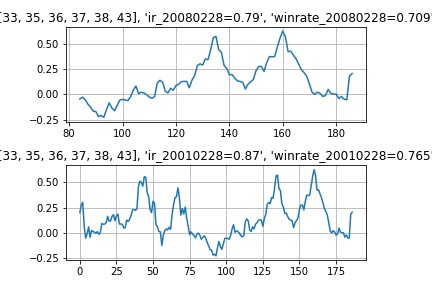 [33, 35, 36, 37, 38, 43], 'ir_20080228=0.79', 'winrate_20080228=0.709'
0.50
0.25
0.00
−0.25
80 100 120 140 160 180
[33, 35, 36, 37, 38, 43], 'ir_20010228=0.87', 'winrate_20010228=0.765'
0.50
0.25
0.00
−0.25
0 25 50 75 100 125 150 175